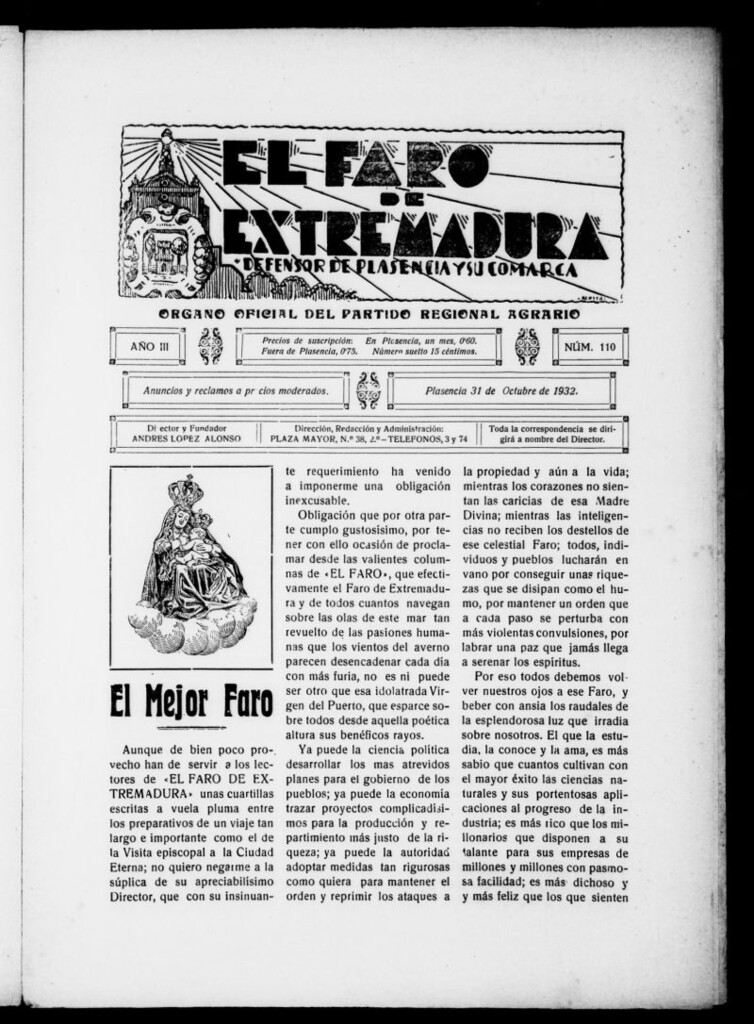 EL FARO
DE
EXTREMADURA
DEFENSOR DE PLASENCIA Y SU COMARCA
ORGANO OFICIAL DEL PARTIDO REGIONAL AGRARIO
AÑO III
Precios de suscripción: En Plasencia, un mes, 0'60.
Fuera de Plasencia, 0'75. Número suelto 15 céntimos.
NÚM. 110
Anuncios y reclamos a pr cios moderados.
Plasencia 31 de Octubre de 1932.
Di ector y Fundador
ANDRES LOPEZ ALONSO
Dirección, Redacción y Administración:
PLAZA MAYOR, N.º 38, 2.º-TELEFONOS, 3 y 74
Toda la correspondencia se diri-
girá a nombre del Director.
El Mejor Faro
Aunque de bien poco pro-
vecho han de servir a los lec-
tores de «EL FARO DE EX-
TREMADURA» unas cuartillas
escritas a vuela pluma entre
los preparativos de un viaje tan
largo e importante como el de
la Visita episcopal a la Ciudad
Eterna; no quiero negarme a la
súplica de su apreciabilísimo
Director, que con su insinuan-
te requerimiento ha venido
a imponerme una obligación
inexcusable.
Obligación que por otra par-
te cumplo gustosisimo, por te-
ner con ello ocasión de procla-
mar desde las valientes colum-
nas de «EL FARO», que efecti-
vamente el Faro de Extremadu-
ra y de todos cuantos navegan
sobre las olas de este mar tan
revuelto de las pasiones huma-
nas que los vientos del averno
parecen desencadenar cada día
con más furia, no es ni puede
ser otro que esa idolatrada Vir-
gen del Puerto, que esparce so-
bre todos desde aquella poética
altura sus benéficos rayos.
Ya puede la ciencia política
desarrollar los mas atrevidos
planes para el gobierno de los
pueblos; ya puede la economía
trazar proyectos complicadísi-
mos para la producción y re-
partimiento más justo de la ri-
queza; ya puede la autoridad
adoptar medidas tan rigurosas
como quiera para mantener el
orden y reprimir los ataques a
la propiedad y aún a la vida;
mientras los corazones no sien-
tan las caricias de esa Madre
Divina; mientras las inteligen-
cias no reciben los destellos de
ese celestial Faro; todos, indi-
viduos y pueblos lucharán en
vano por conseguir unas rique-
zas que se disipan como el hu-
mo, por mantener un orden que
a cada paso se perturba con
más violentas convulsiones, por
labrar una paz que jamás llega
a serenar los espíritus.
Por eso todos debemos vol-
ver nuestros ojos a ese Faro, y
beber con ansia los raudales de
la esplendorosa luz que irradia
sobre nosotros. El que la estu-
dia, la conoce y la ama, es más
sabio que cuantos cultivan con
el mayor éxito las ciencias na-
turales y sus portentosas apli-
caciones al progreso de la in-
dustria; es más rico que los mi-
llonarios que disponen a su
talante para sus empresas de
millones y millones con pasmo-
sa facilidad; es más dichoso y
y más feliz que los que sienten